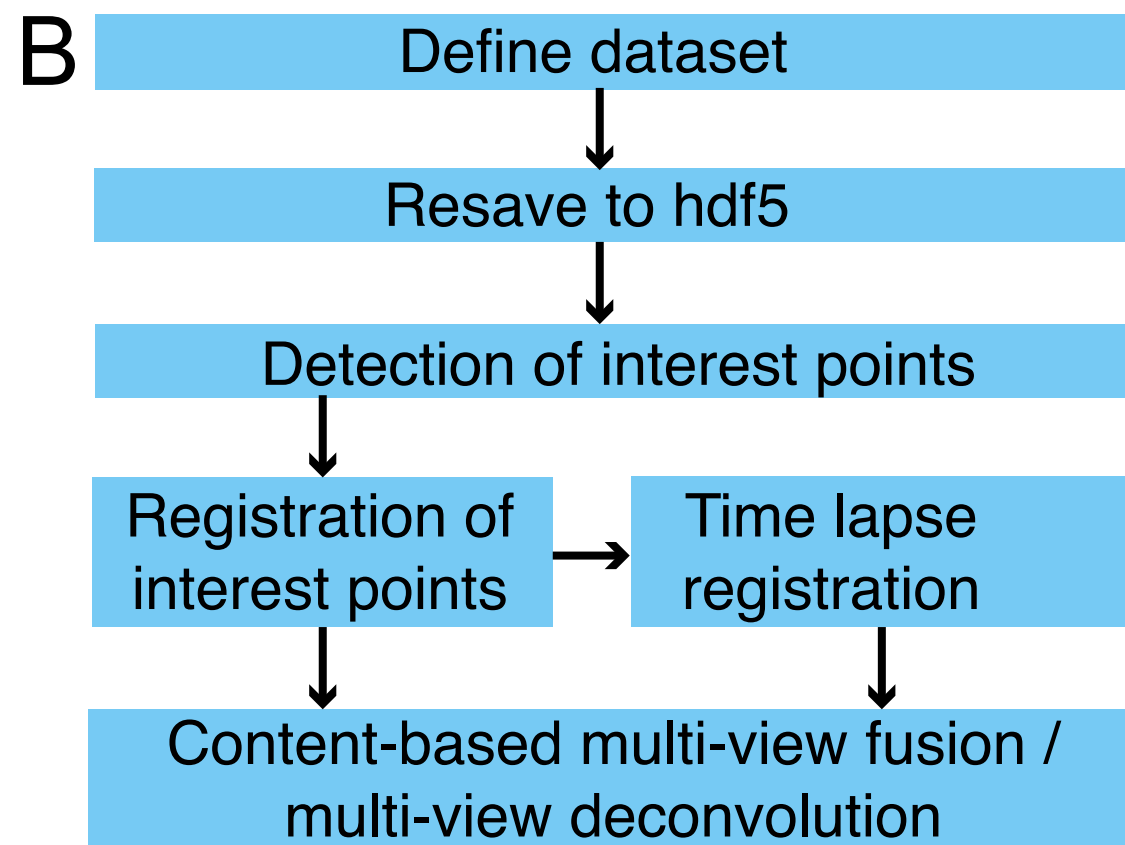 B
Define dataset
Resave to hdf5
Detection of interest points
Registration of
interest points
Time lapse
registration
Content-based multi-view fusion /
multi-view deconvolution